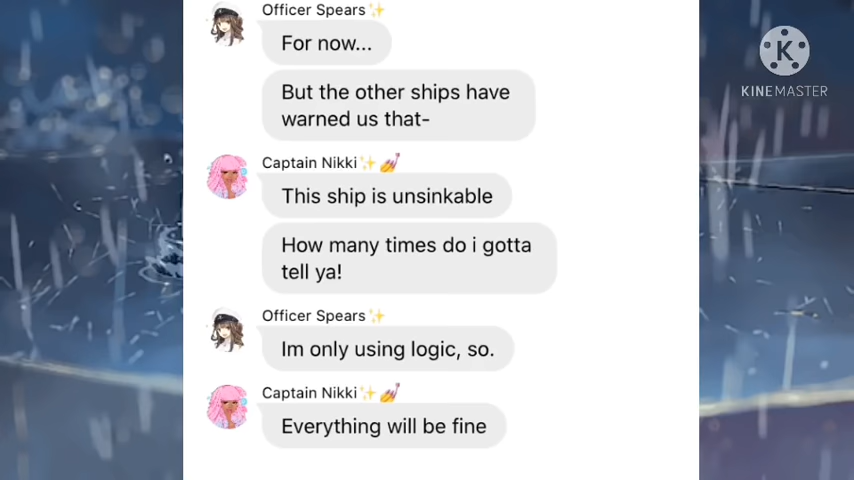 Officer Spears✨
For now...
But the other ships have
warned us that-
Captain Nikki✨💅
This ship is unsinkable
How many times do i gotta
tell ya!
Officer Spears✨
Im only using logic, so.
Captain Nikki✨💅
Everything will be fine
K
KINEMASTER